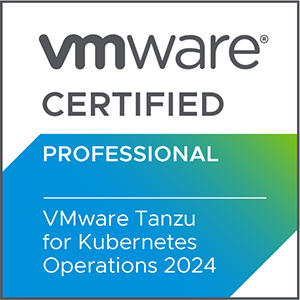 vmware®
CERTIFIED
PROFESSIONAL
VMware Tanzu
for Kubernetes
Operations 2024